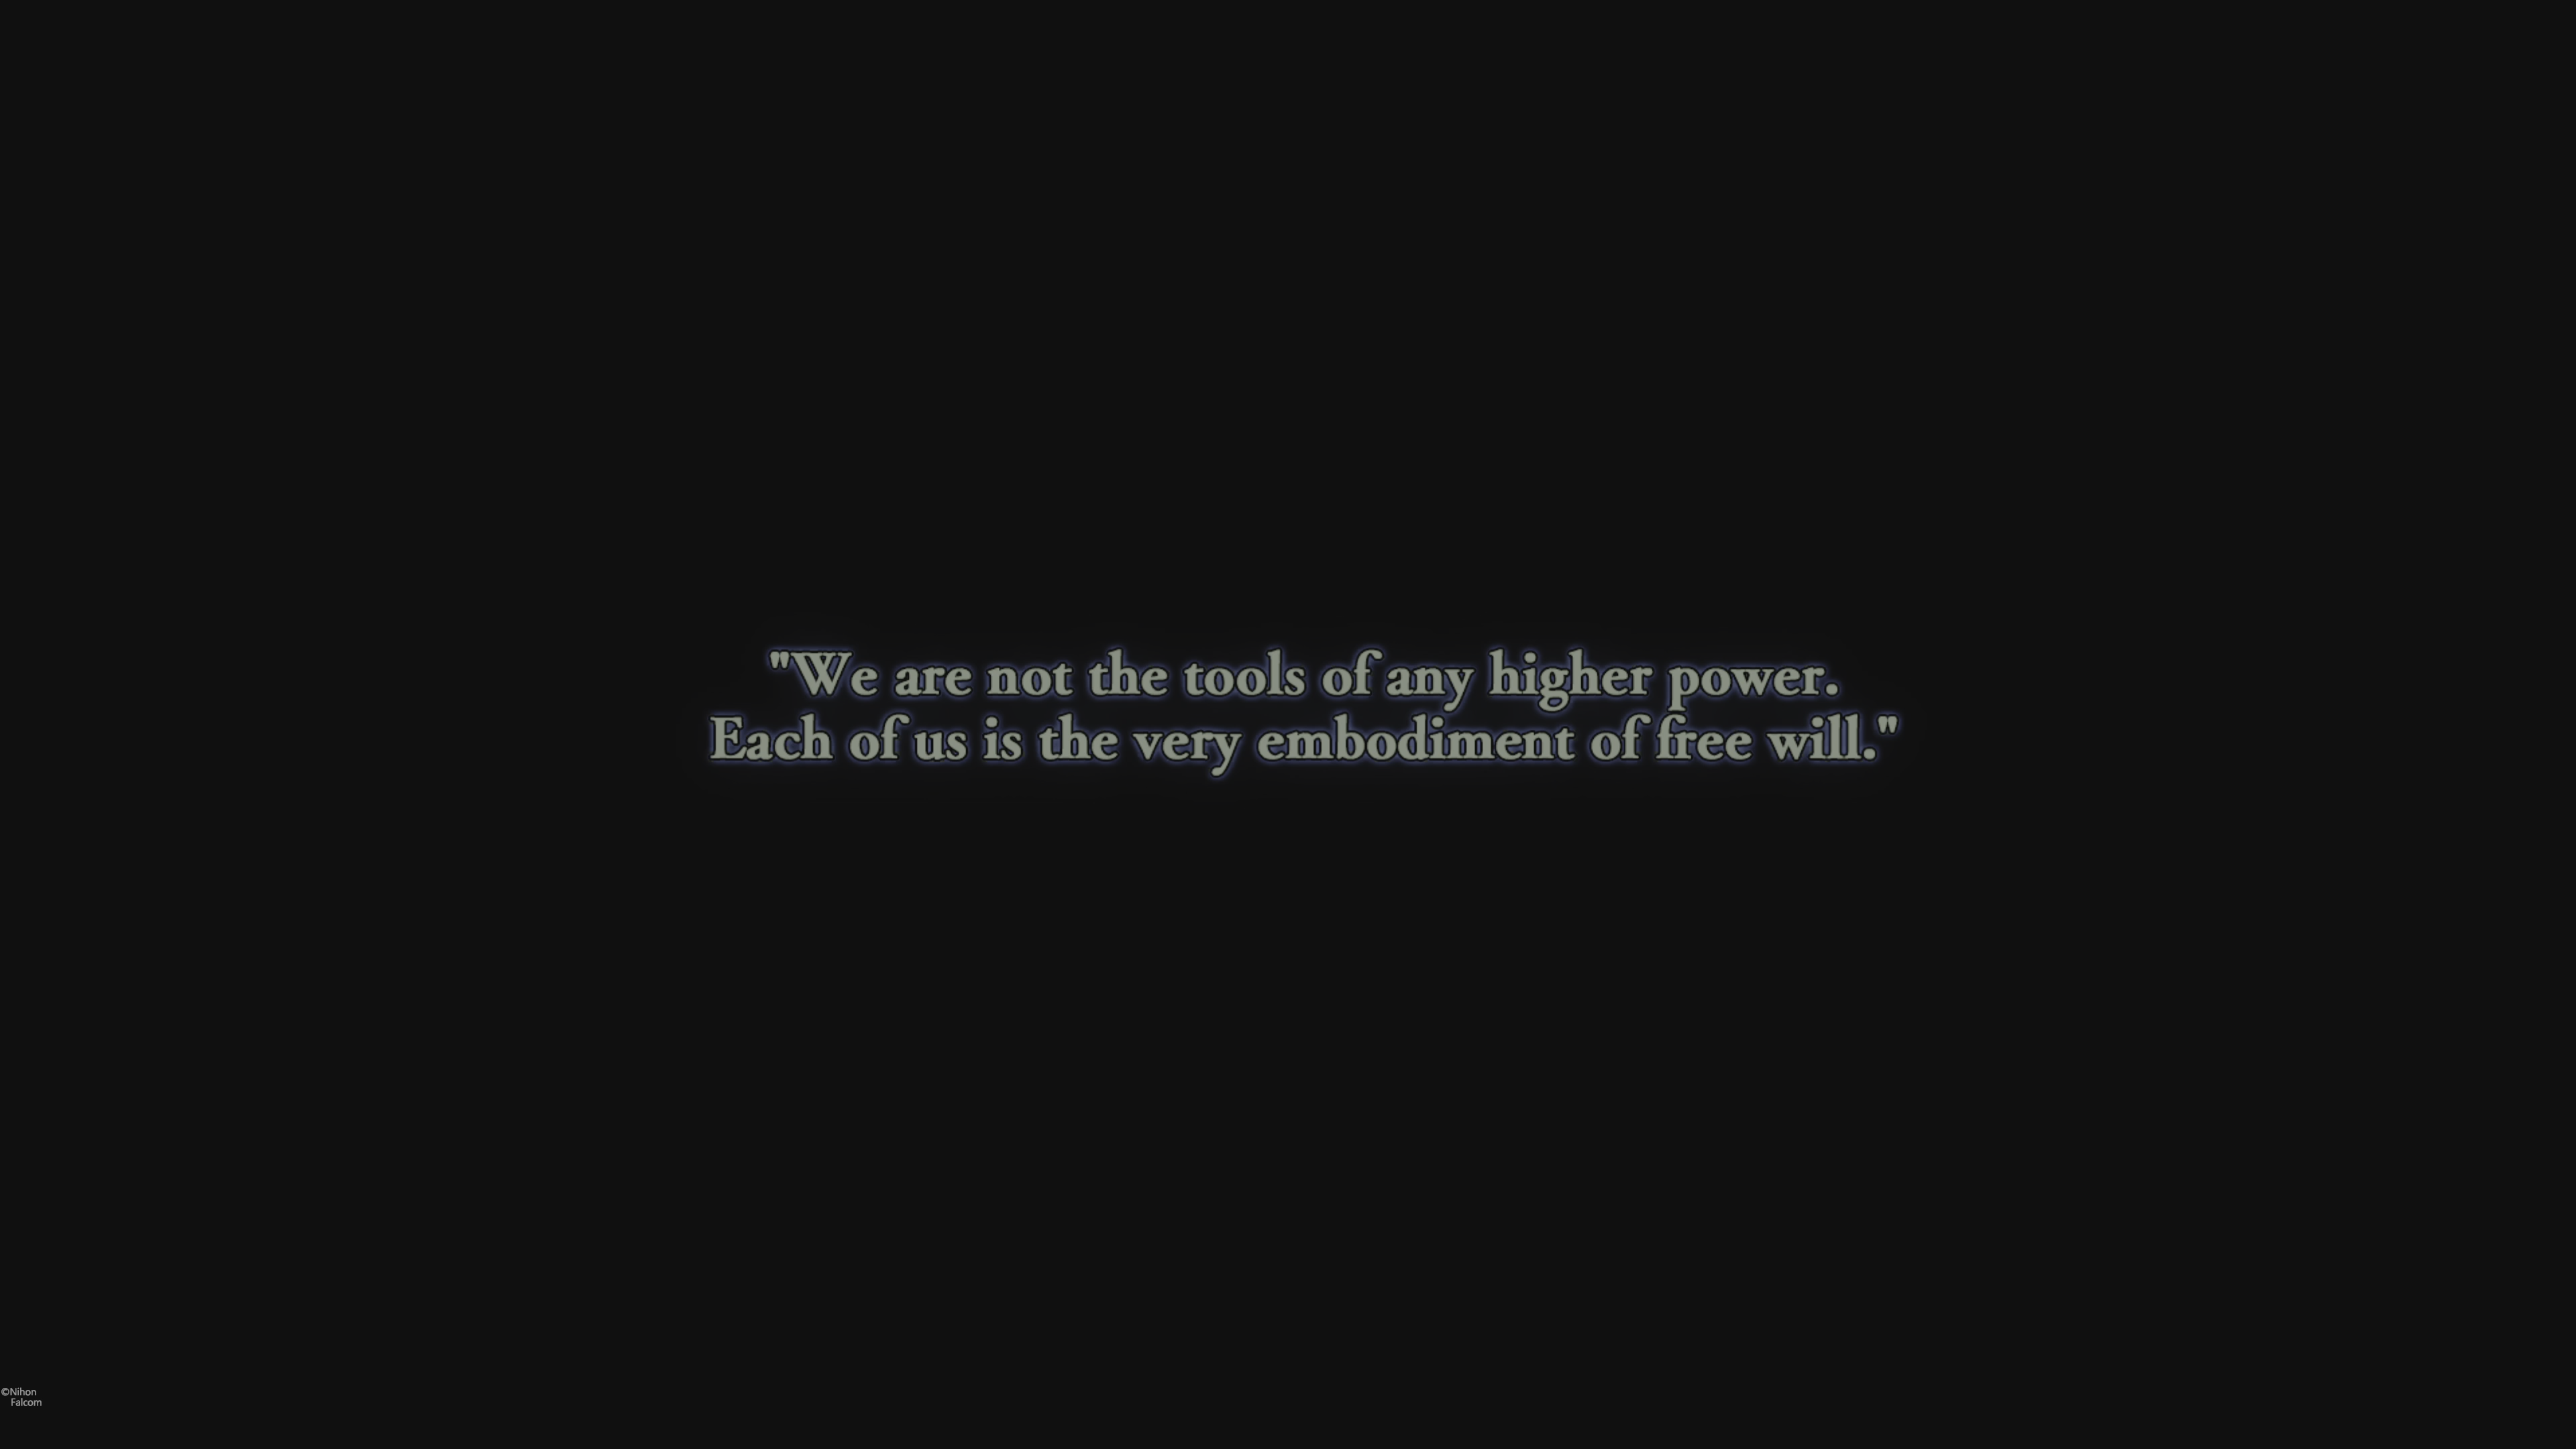 "We are not the tools of any higher power.
Each of us is the very embodiment of free will."
©Nihon
Falcom